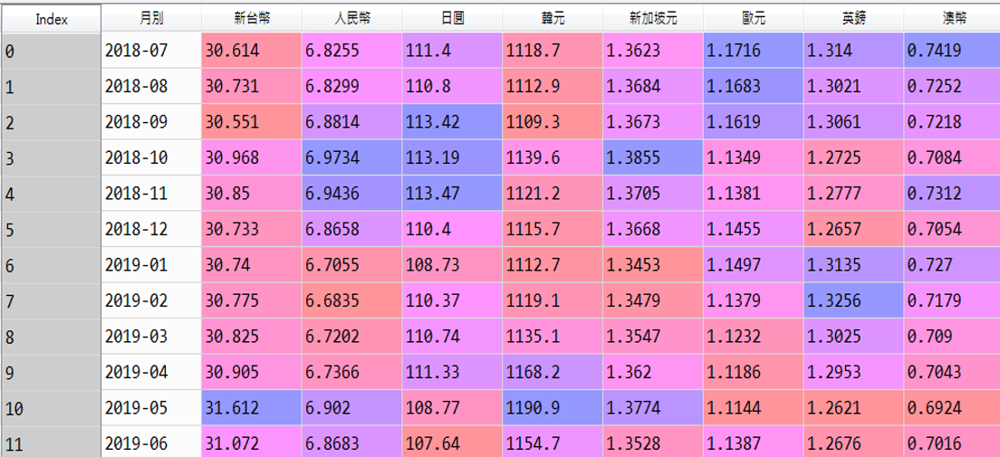 Index 月別 新台幣 人民幣 日圓 韓元 新加坡元 歐元 英鎊 澳幣
0 2018-07 30.614 6.8255 111.4 1118.7 1.3623 1.1716 1.314 0.7419
1 2018-08 30.731 6.8299 110.8 1112.9 1.3684 1.1683 1.3021 0.7252
2 2018-09 30.551 6.8814 113.42 1109.3 1.3673 1.1619 1.3061 0.7218
3 2018-10 30.968 6.9734 113.19 1139.6 1.3855 1.1349 1.2725 0.7084
4 2018-11 30.85 6.9436 113.47 1121.2 1.3705 1.1381 1.2777 0.7312
5 2018-12 30.733 6.8658 110.4 1115.7 1.3668 1.1455 1.2657 0.7054
6 2019-01 30.74 6.7055 108.73 1112.7 1.3453 1.1497 1.3135 0.727
7 2019-02 30.775 6.6835 110.37 1119.1 1.3479 1.1379 1.3256 0.7179
8 2019-03 30.825 6.7202 110.74 1135.1 1.3547 1.1232 1.3025 0.709
9 2019-04 30.905 6.7366 111.33 1168.2 1.362 1.1186 1.2953 0.7043
10 2019-05 31.612 6.902 108.77 1190.9 1.3774 1.1144 1.2621 0.6924
11 2019-06 31.072 6.8683 107.64 1154.7 1.3528 1.1387 1.2676 0.7016